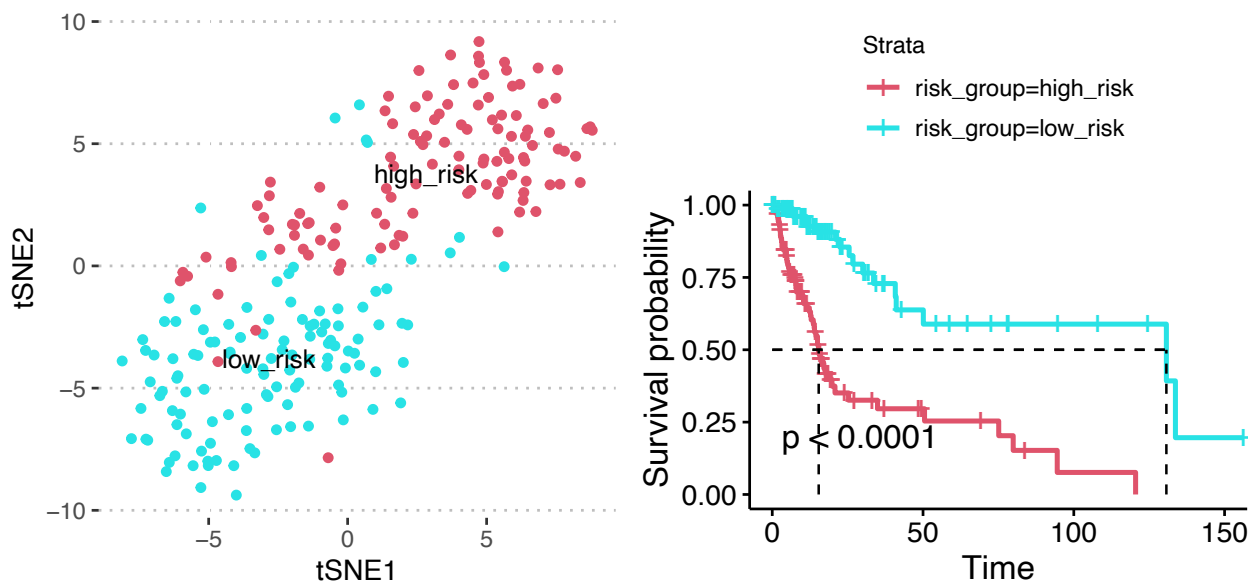 tSNE2
10
5
0
−5
−10
high_risk
low_risk
−5
0
5
tSNE1
Strata
risk_group=high_risk
risk_group=low_risk
Survival probability
1.00
0.75
0.50
0.25
0.00
p < 0.0001
0
50
100
150
Time